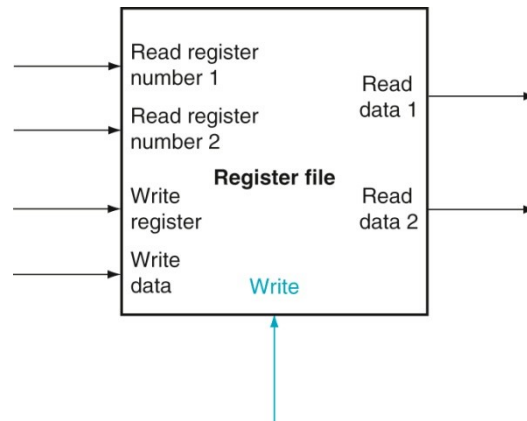 Read register
number 1
Read
data 1
Read register
number 2
Register file
Write
register
Read
data 2
Write
data
Write